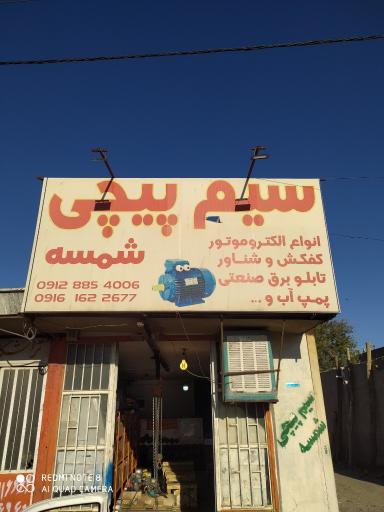 سیم پیچی
انواع الکتروموتور
کفکش و شناور
تابلو برق صنعتی
پمپ آب و ...
شمسه
0912 885 4006
0916 162 2677
سیم پیچی
شمسه
REDMI NOTE 8
AI QUAD CAMERA